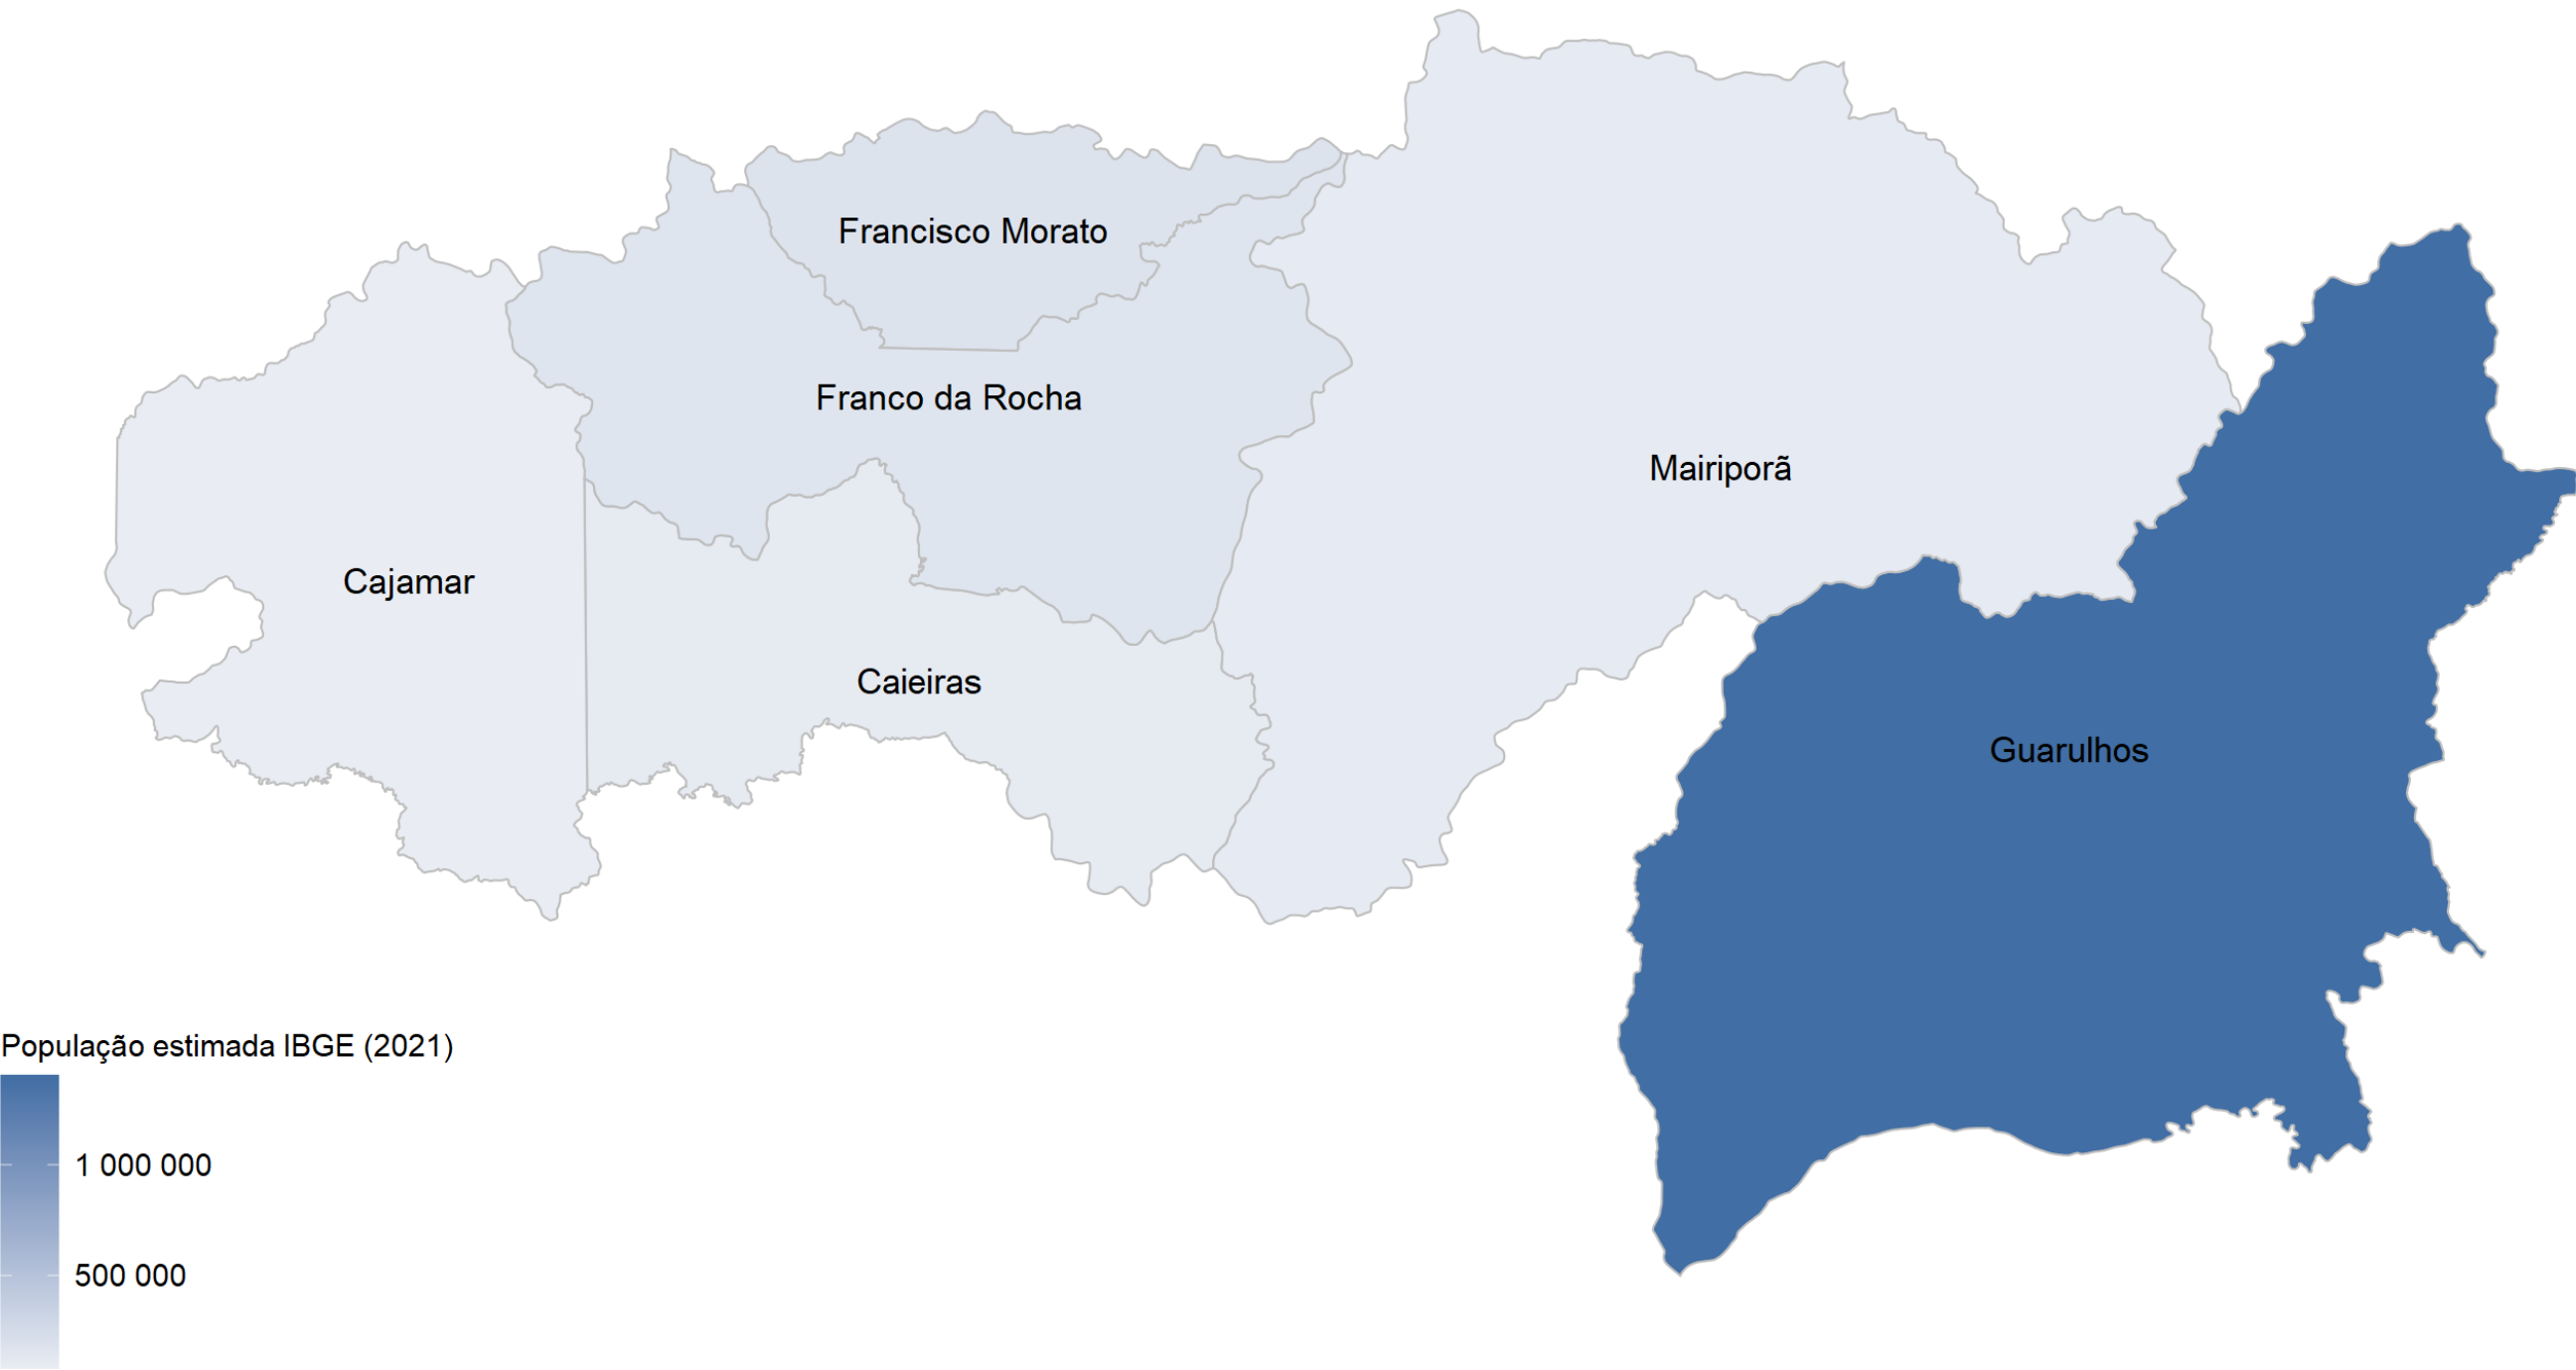 Francisco Morato
Franco da Rocha
Mairiporã
Cajamar
Caieiras
Guarulhos
População estimada IBGE (2021)
1 000 000
500 000